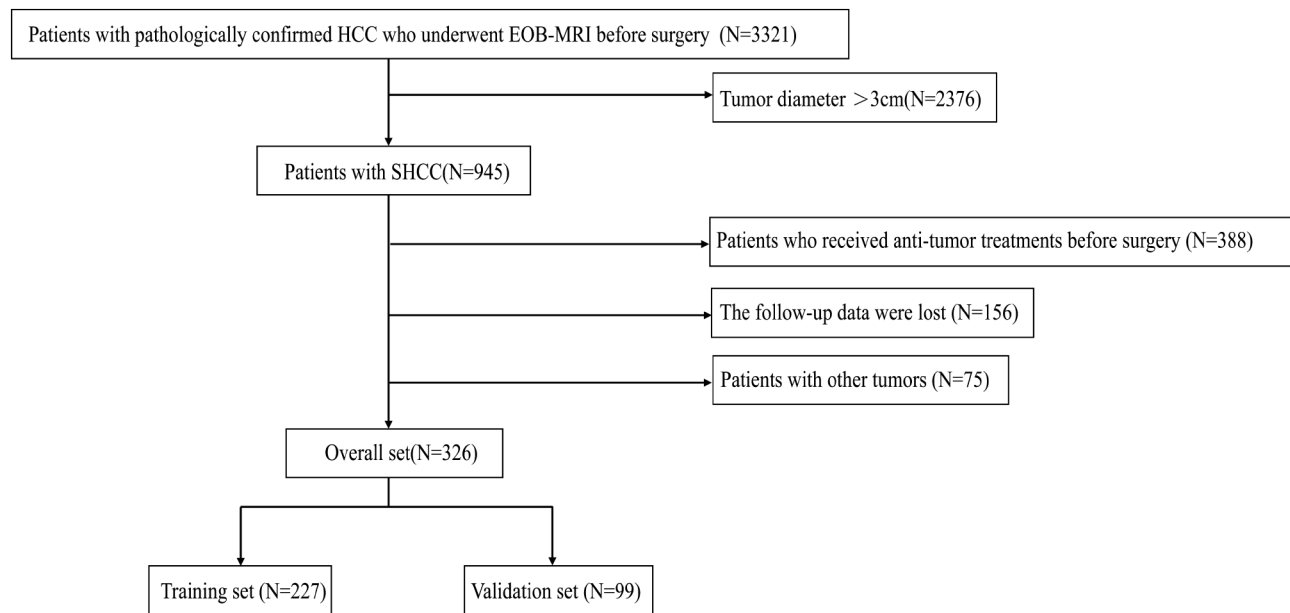 Patients with pathologically confirmed HCC who underwent EOB-MRI before surgery (N=3321)
Tumor diameter ＞3cm(N=2376)
Patients with SHCC(N=945)
Patients who received anti-tumor treatments before surgery (N=388)
The follow-up data were lost (N=156)
Patients with other tumors (N=75)
Overall set(N=326)
Training set (N=227)
Validation set (N=99)